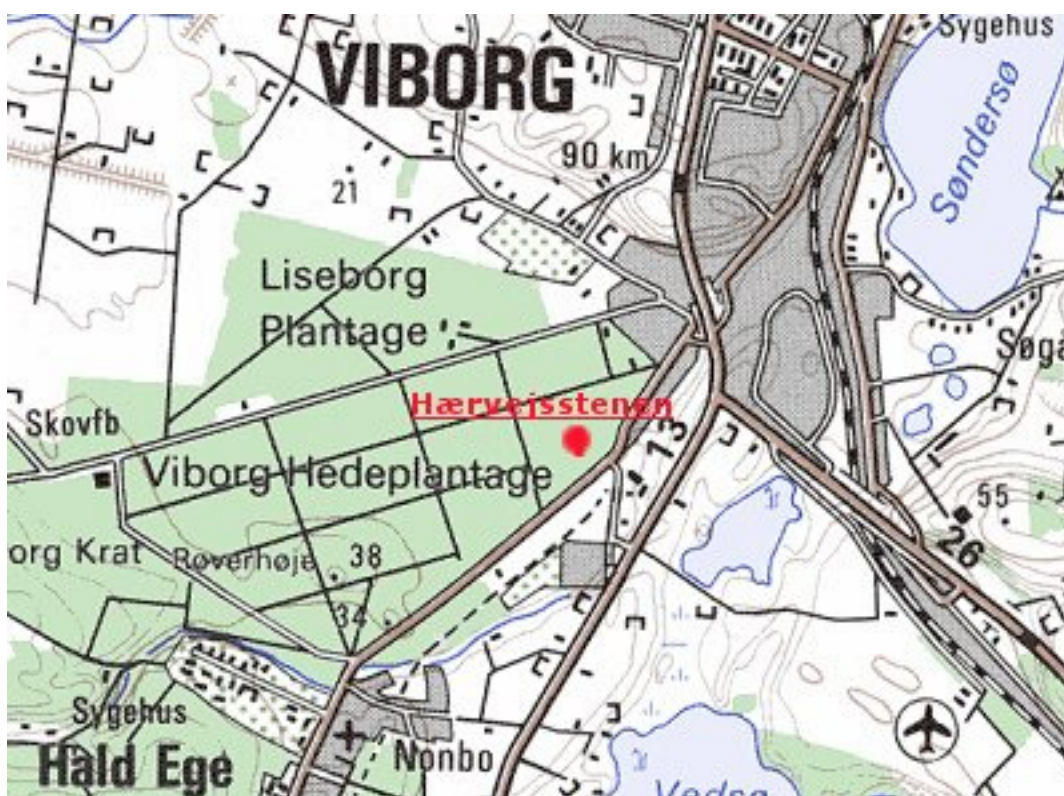 Sygehus
VIBORG
90 km
21
Søndersø
Liseborg
Plantage
Søgå
Hærvejsstenen
Skovfb
13
Viborg Hedeplantage
55
26
org Krat
Røverhøje
38
34
Sygehus
Hald Ege
Nonbo
Vedsø